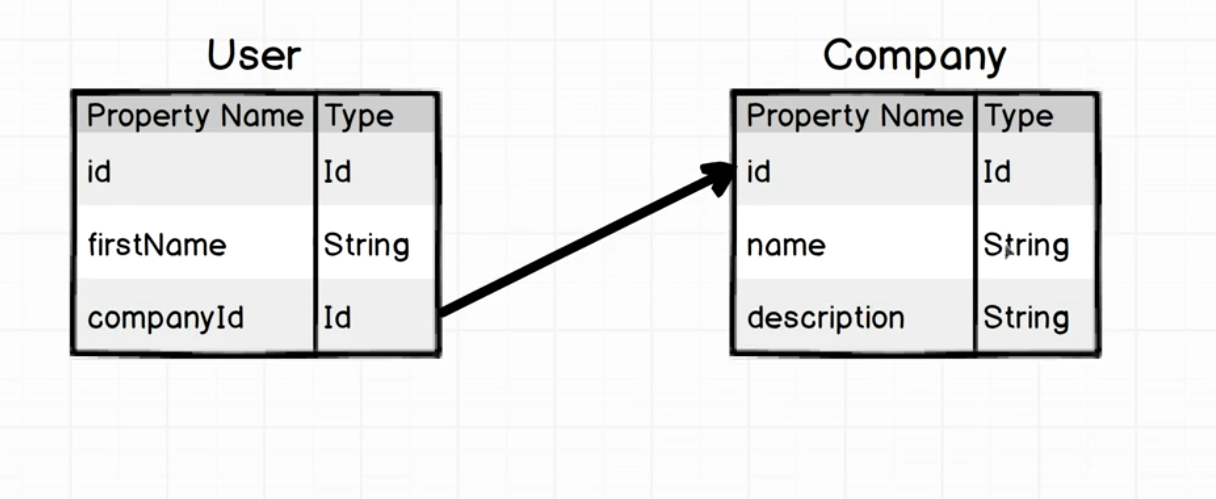 User
Property Name Type
id Id
firstName String
companyId Id
Company
Property Name Type
id Id
name String
description String